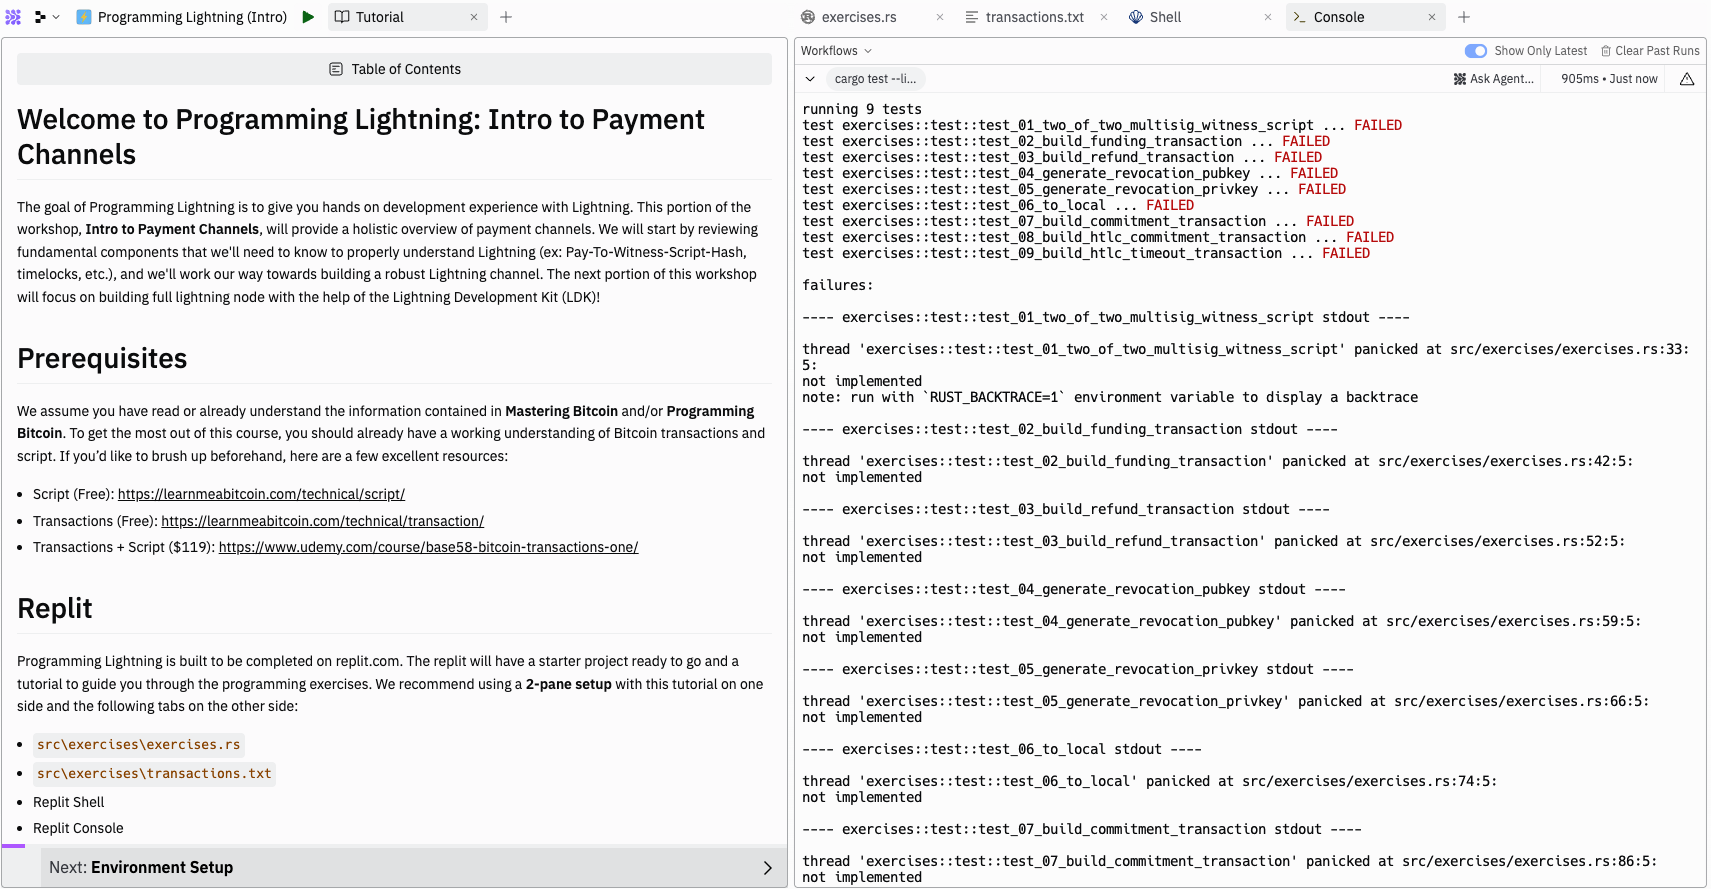 Programming Lightning (Intro)
Tutorial
exercises.rs
transactions.txt
Shell
Console
Table of Contents
Welcome to Programming Lightning: Intro to Payment
Channels
The goal of Programming Lightning is to give you hands on development experience with Lightning. This portion of the
workshop, Intro to Payment Channels, will provide a holistic overview of payment channels. We will start by reviewing
fundamental components that we'll need to know to properly understand Lightning (ex: Pay-To-Witness-Script-Hash,
timelocks, etc.), and we'll work our way towards building a robust Lightning channel. The next portion of this workshop
will focus on building full lightning node with the help of the Lightning Development Kit (LDK)!
Prerequisites
We assume you have read or already understand the information contained in Mastering Bitcoin and/or Programming
Bitcoin. To get the most out of this course, you should already have a working understanding of Bitcoin transactions and
script. If you’d like to brush up beforehand, here are a few excellent resources:
• Script (Free): https://learnmeabitcoin.com/technical/script/
• Transactions (Free): https://learnmeabitcoin.com/technical/transaction/
• Transactions + Script ($119): https://www.udemy.com/course/base58-bitcoin-transactions-one/
Replit
Programming Lightning is built to be completed on replit.com. The replit will have a starter project ready to go and a
tutorial to guide you through the programming exercises. We recommend using a 2-pane setup with this tutorial on one
side and the following tabs on the other side:
• src\exercises\exercises.rs
• src\exercises\transactions.txt
• Replit Shell
• Replit Console
Next: Environment Setup
Workflows
Show Only Latest
Clear Past Runs
cargo test --li...
Ask Agent...
905ms • Just now
running 9 tests
test exercises::test::test_01_two_of_two_multisig_witness_script ... FAILED
test exercises::test::test_02_build_funding_transaction ... FAILED
test exercises::test::test_03_build_refund_transaction ... FAILED
test exercises::test::test_04_generate_revocation_pubkey ... FAILED
test exercises::test::test_05_generate_revocation_privkey ... FAILED
test exercises::test::test_06_to_local ... FAILED
test exercises::test::test_07_build_commitment_transaction ... FAILED
test exercises::test::test_08_build_htlc_commitment_transaction ... FAILED
test exercises::test::test_09_build_htlc_timeout_transaction ... FAILED
failures:
---- exercises::test::test_01_two_of_two_multisig_witness_script stdout ----
thread 'exercises::test::test_01_two_of_two_multisig_witness_script' panicked at src/exercises/exercises.rs:33:
5:
not implemented
note: run with `RUST_BACKTRACE=1` environment variable to display a backtrace
---- exercises::test::test_02_build_funding_transaction stdout ----
thread 'exercises::test::test_02_build_funding_transaction' panicked at src/exercises/exercises.rs:42:5:
not implemented
---- exercises::test::test_03_build_refund_transaction stdout ----
thread 'exercises::test::test_03_build_refund_transaction' panicked at src/exercises/exercises.rs:52:5:
not implemented
---- exercises::test::test_04_generate_revocation_pubkey stdout ----
thread 'exercises::test::test_04_generate_revocation_pubkey' panicked at src/exercises/exercises.rs:59:5:
not implemented
---- exercises::test::test_05_generate_revocation_privkey stdout ----
thread 'exercises::test::test_05_generate_revocation_privkey' panicked at src/exercises/exercises.rs:66:5:
not implemented
---- exercises::test::test_06_to_local stdout ----
thread 'exercises::test::test_06_to_local' panicked at src/exercises/exercises.rs:74:5:
not implemented
---- exercises::test::test_07_build_commitment_transaction stdout ----
thread 'exercises::test::test_07_build_commitment_transaction' panicked at src/exercises/exercises.rs:86:5:
not implemented